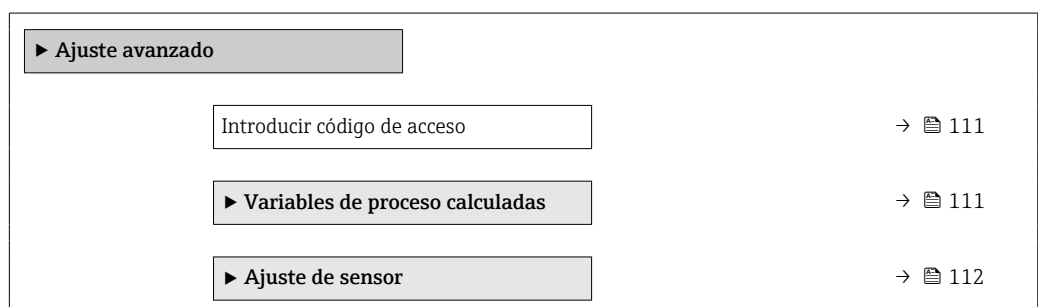 ▶ Ajuste avanzado
Introducir código de acceso → 111
▶ Variables de proceso calculadas → 111
▶ Ajuste de sensor → 112